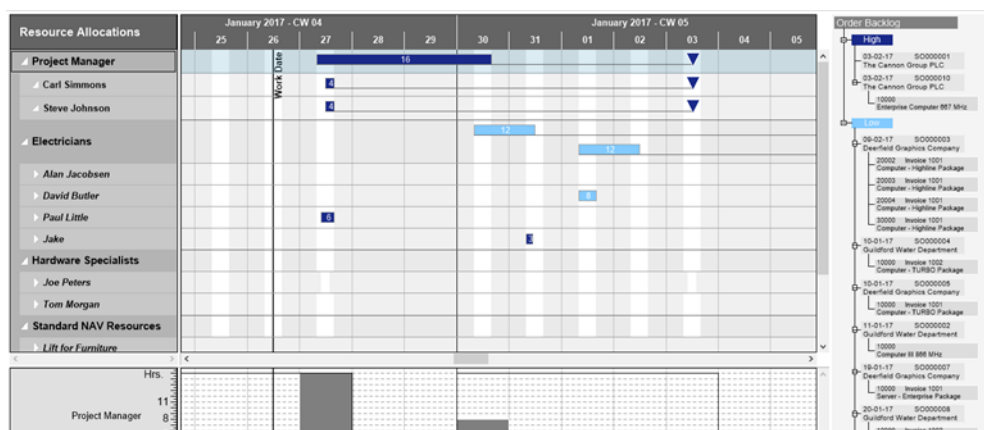 January 2017 - CW 04
January 2017 - CW 05
Resource Allocations
25 26 27 28 29 30 31 01 02 03 04 05
Work Date
Project Manager
16
Carl Simmons
4
Steve Johnson
4
Electricians
12
12
Alan Jacobsen
David Butler
8
Paul Little
6
Jake
3
Hardware Specialists
Joe Peters
Tom Morgan
Standard NAV Resources
Lift for Furniture
Hrs.
11
Project Manager
8
Order Backlog
High
03-02-17 SO000001
The Cannon Group PLC
03-02-17 SO000010
The Cannon Group PLC
10000
Enterprise Computer 667 MHz
Low
09-02-17 SO000003
Deerfield Graphics Company
20002 Invoice 1001
Computer - Highline Package
20003 Invoice 1001
Computer - Highline Package
20004 Invoice 1001
Computer - Highline Package
30000 Invoice 1001
Computer - Highline Package
10-01-17 SO000004
Guildford Water Department
10000 Invoice 1002
Computer - TURBO Package
10-01-17 SO000005
Deerfield Graphics Company
10000 Invoice 1001
Computer - TURBO Package
11-01-17 SO000002
Guildford Water Department
10000
Computer III 866 MHz
19-01-17 SO000007
Deerfield Graphics Company
10000 Invoice 1001
Server - Enterprise Package
20-01-17 SO000008
Guildford Water Department
10000 Invoice 1002